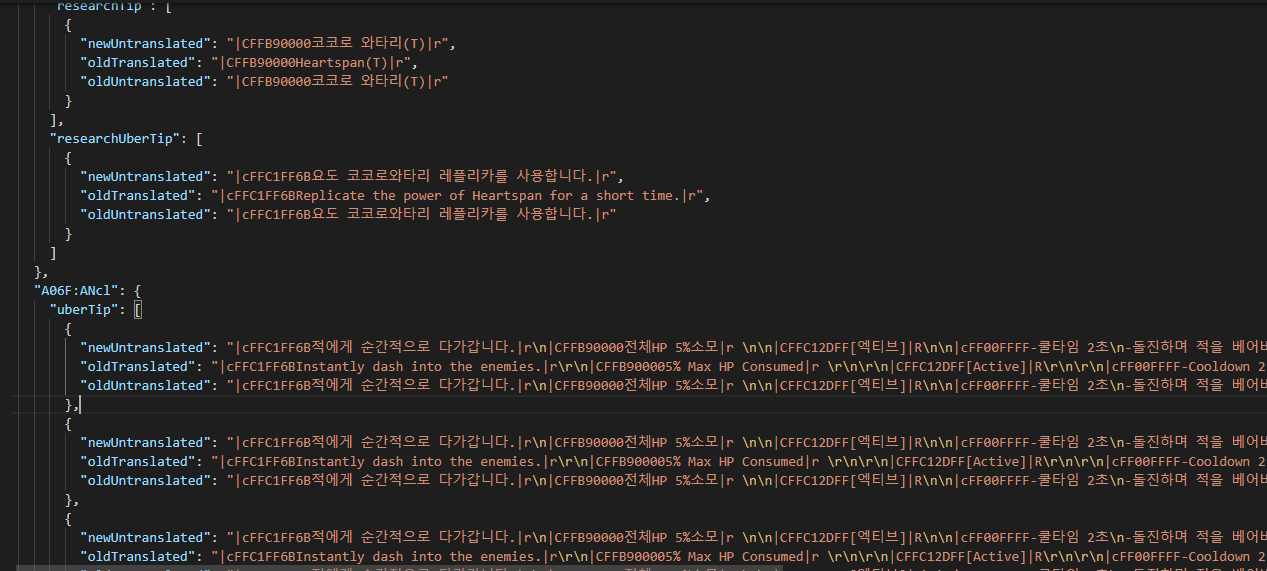 researchTip": [
{
"newUntranslated": "|CFFB90000코코로 와타리(T)|r",
"oldTranslated": "|CFFB90000Heartspan(T)|r",
"oldUntranslated": "|CFFB90000코코로 와타리(T)|r"
}
],
"researchUberTip": [
{
"newUntranslated": "|cFFC1FF6B요도 코코로와타리 레플리카를 사용합니다.|r",
"oldTranslated": "|cFFC1FF6BReplicate the power of Heartspan for a short time.|r",
"oldUntranslated": "|cFFC1FF6B요도 코코로와타리 레플리카를 사용합니다.|r"
}
]
},
"A06F:ANcl": {
"uberTip": [
{
"newUntranslated": "|cFFC1FF6B적에게 순간적으로 다가갑니다.|r\n|CFFB90000전체HP 5%소모|r \n\n|CFFC12DFF[엑티브]|R\n\n|cFF00FFFF-쿨타임 2초\n-돌진하며 적을 베어
"oldTranslated": "|cFFC1FF6BInstantly dash into the enemies.|r\r\n|CFFB900005% Max HP Consumed|r \r\n\r\n|CFFC12DFF[Active]|R\r\n\r\n|cFF00FFFF-Cooldown 2
"oldUntranslated": "|cFFC1FF6B적에게 순간적으로 다가갑니다.|r\n|CFFB90000전체HP 5%소모|r \n\n|CFFC12DFF[엑티브]|R\n\n|cFF00FFFF-쿨타임 2초\n-돌진하며 적을 베어
},
{
"newUntranslated": "|cFFC1FF6B적에게 순간적으로 다가갑니다.|r\n|CFFB90000전체HP 5%소모|r \n\n|CFFC12DFF[엑티브]|R\n\n|cFF00FFFF-쿨타임 2초\n-돌진하며 적을 베어
"oldTranslated": "|cFFC1FF6BInstantly dash into the enemies.|r\r\n|CFFB900005% Max HP Consumed|r \r\n\r\n|CFFC12DFF[Active]|R\r\n\r\n|cFF00FFFF-Cooldown 2
"oldUntranslated": "|cFFC1FF6B적에게 순간적으로 다가갑니다.|r\n|CFFB90000전체HP 5%소모|r \n\n|CFFC12DFF[엑티브]|R\n\n|cFF00FFFF-쿨타임 2초\n-돌진하며 적을 베어
},
{
"newUntranslated": "|cFFC1FF6B적에게 순간적으로 다가갑니다.|r\n|CFFB90000전체HP 5%소모|r \n\n|CFFC12DFF[엑티브]|R\n\n|cFF00FFFF-쿨타임 2초\n-돌진하며 적을 베어
"oldTranslated": "|cFFC1FF6BInstantly dash into the enemies.|r\r\n|CFFB900005% Max HP Consumed|r \r\n\r\n|CFFC12DFF[Active]|R\r\n\r\n|cFF00FFFF-Cooldown 2